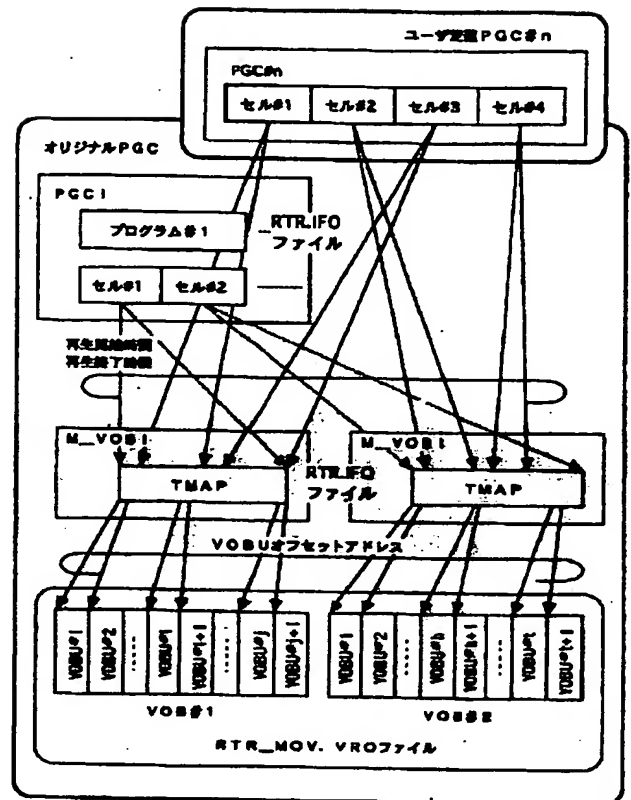 ユーザ定義PGC#n
PGC#n
セル#1 セル#2 セル#3 セル#4
オリジナルPGC
PGCI
プログラム#1
RTR.IFO
ファイル
セル#1 セル#2
再生開始時間
再生終了時間
M_VOBI
M_VOBI
TMAP
RTR.IFO
ファイル
TMAP
VOBUオフセットアドレス
VOBU#1 VOBU#2 ····· VOBU#i VOBU#i+1 ····· VOBU#j VOBU#j+1
VOBU#1 VOBU#2 ····· VOBU#k ····· 
VOB#1
VOB#2
RTR_MOV. VROファイル